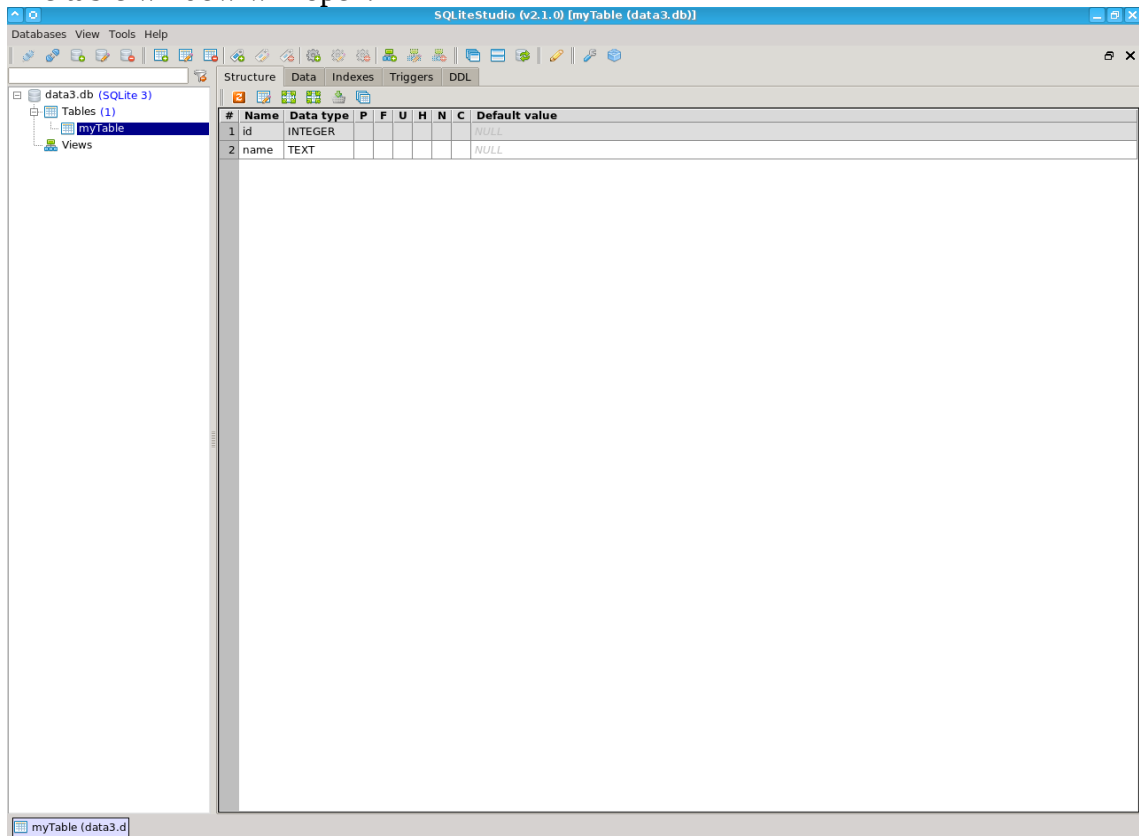 SQLiteStudio (v2.1.0) [myTable (data3.db)]
Databases View Tools Help
Structure Data Indexes Triggers DDL
data3.db (SQLite 3)
Tables (1)
myTable
Views
# Name Data type P F U H N C Default value
1 id INTEGER NULL
2 name TEXT NULL
myTable (data3.d